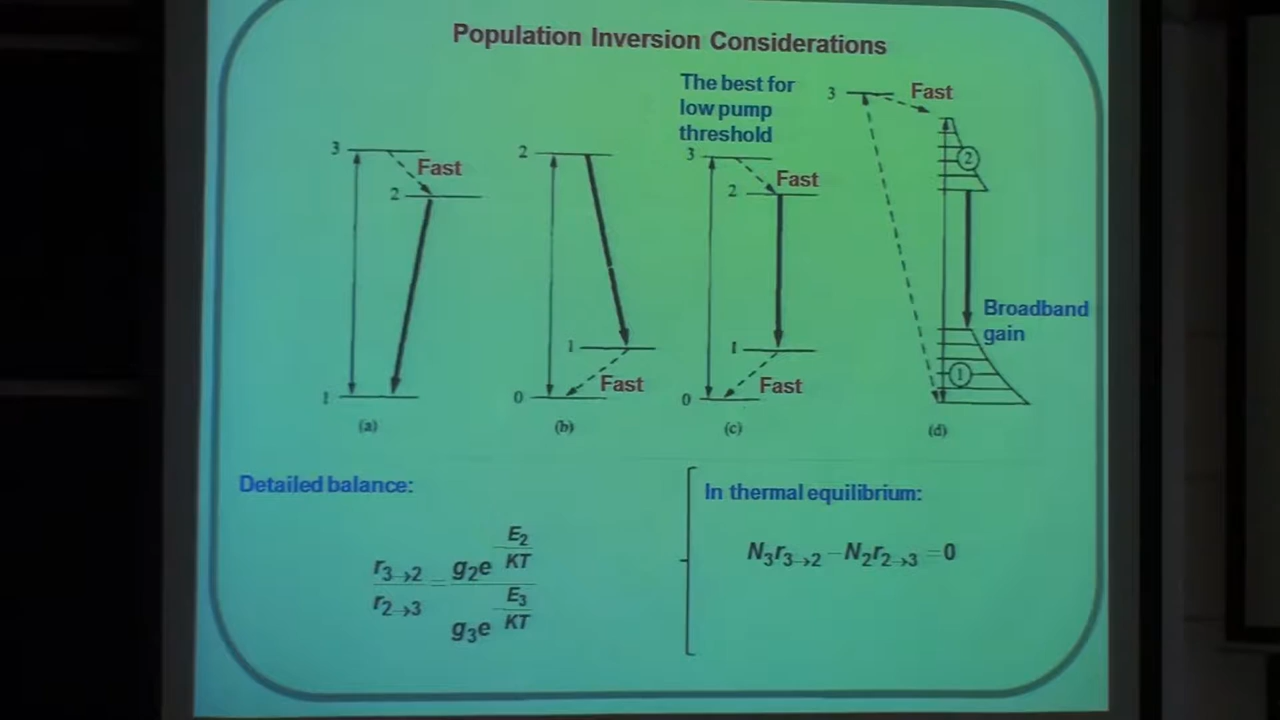 Population Inversion Considerations
The best for
low pump
threshold
3
Fast
2
1
(a)
2
1
Fast
0
(b)
3
Fast
2
1
Fast
0
(c)
3
Fast
2
Broadband
gain
1
(d)
Detailed balance:
r3→2 / r2→3 = g2e E2/KT / g3e E3/KT
In thermal equilibrium:
N3r3→2 – N2r2→3 = 0